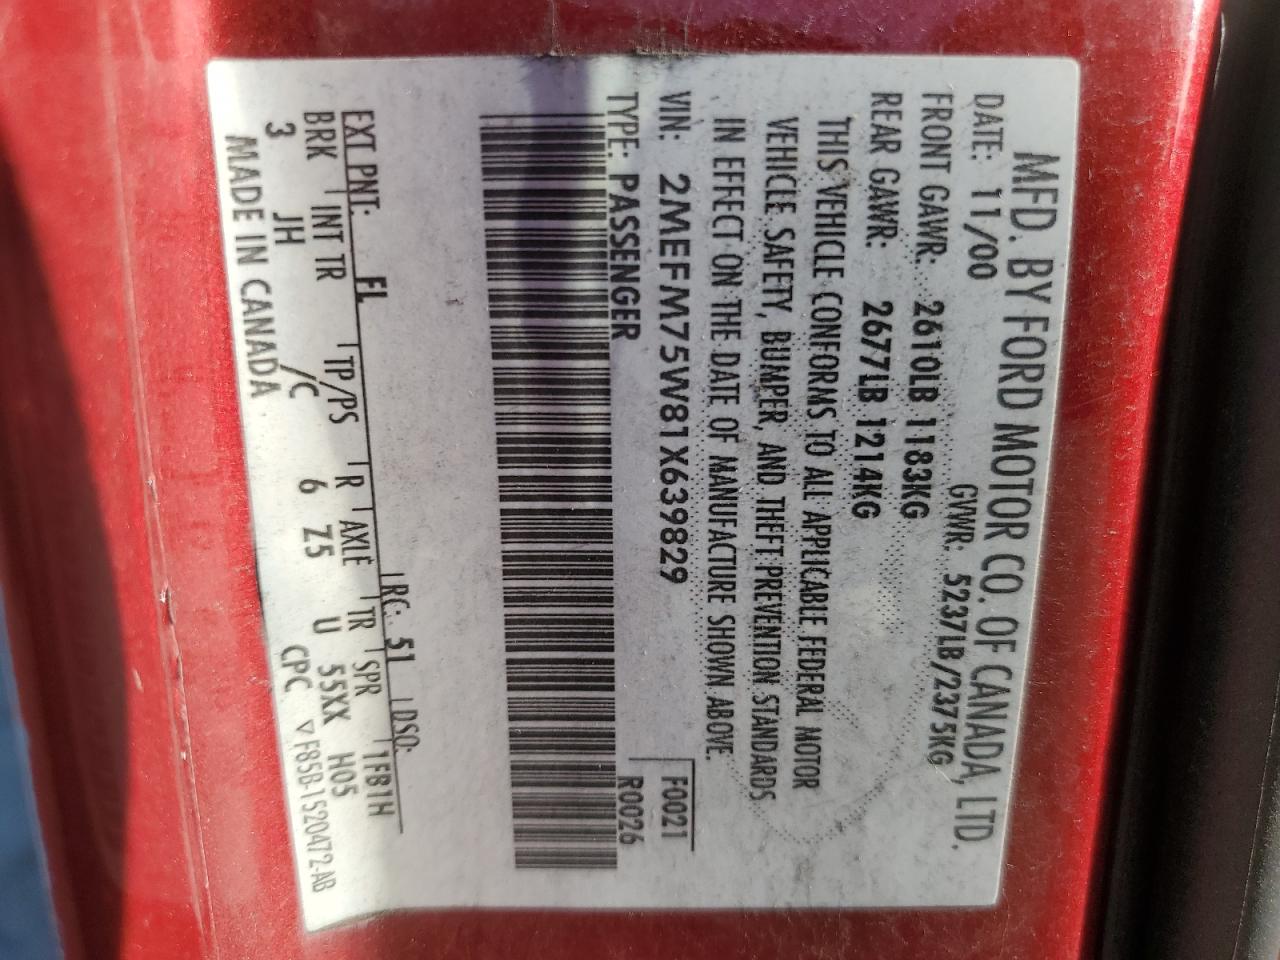 MFD. BY FORD MOTOR CO. OF CANADA, LTD.
DATE: 11/00 GVWR: 5237LB/2375KG
FRONT GAWR: 2610LB 1183KG
REAR GAWR: 2677LB 1214KG
THIS VEHICLE CONFORMS TO ALL APPLICABLE FEDERAL MOTOR
VEHICLE SAFETY, BUMPER, AND THEFT PREVENTION STANDARDS
IN EFFECT ON THE DATE OF MANUFACTURE SHOWN ABOVE.
VIN: 2MEFM75W81X639829 F0021
TYPE: PASSENGER R0026
EXT PNT: FL RC: 51 DSO:
BRK INT TR TP/PS R AXLE TR SPR 1FB1H
3 JH /C 6 Z5 U 55XX H05
MADE IN CANADA CPC ▽ F85B-1520472-AB